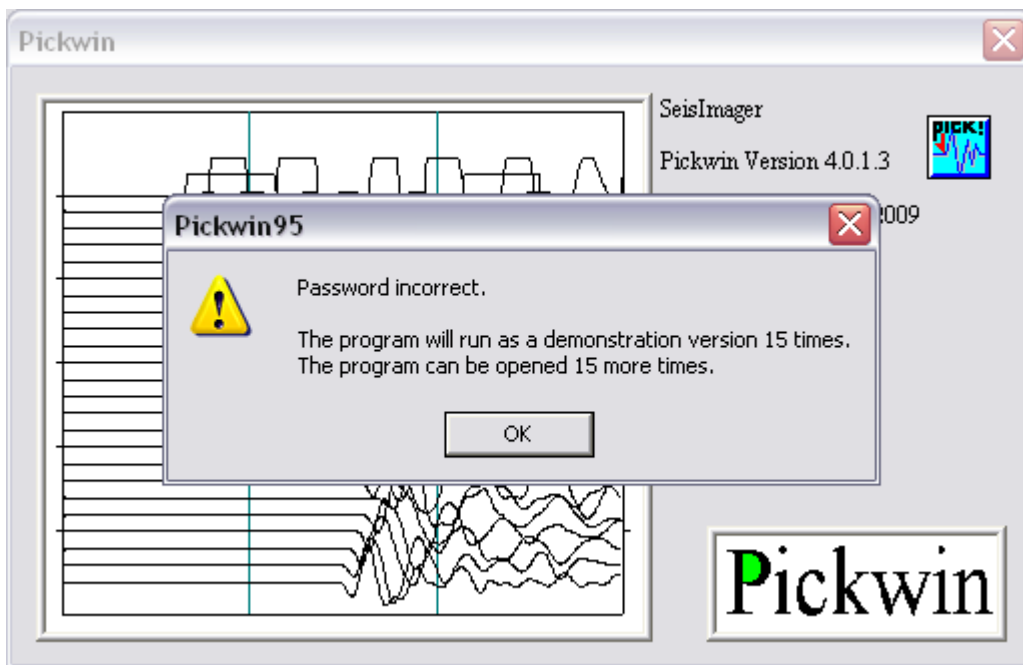 Pickwin
SeisImager
PICK!
Pickwin Version 4.0.1.3
2009
Pickwin95
Password incorrect.
The program will run as a demonstration version 15 times.
The program can be opened 15 more times.
OK
Pickwin